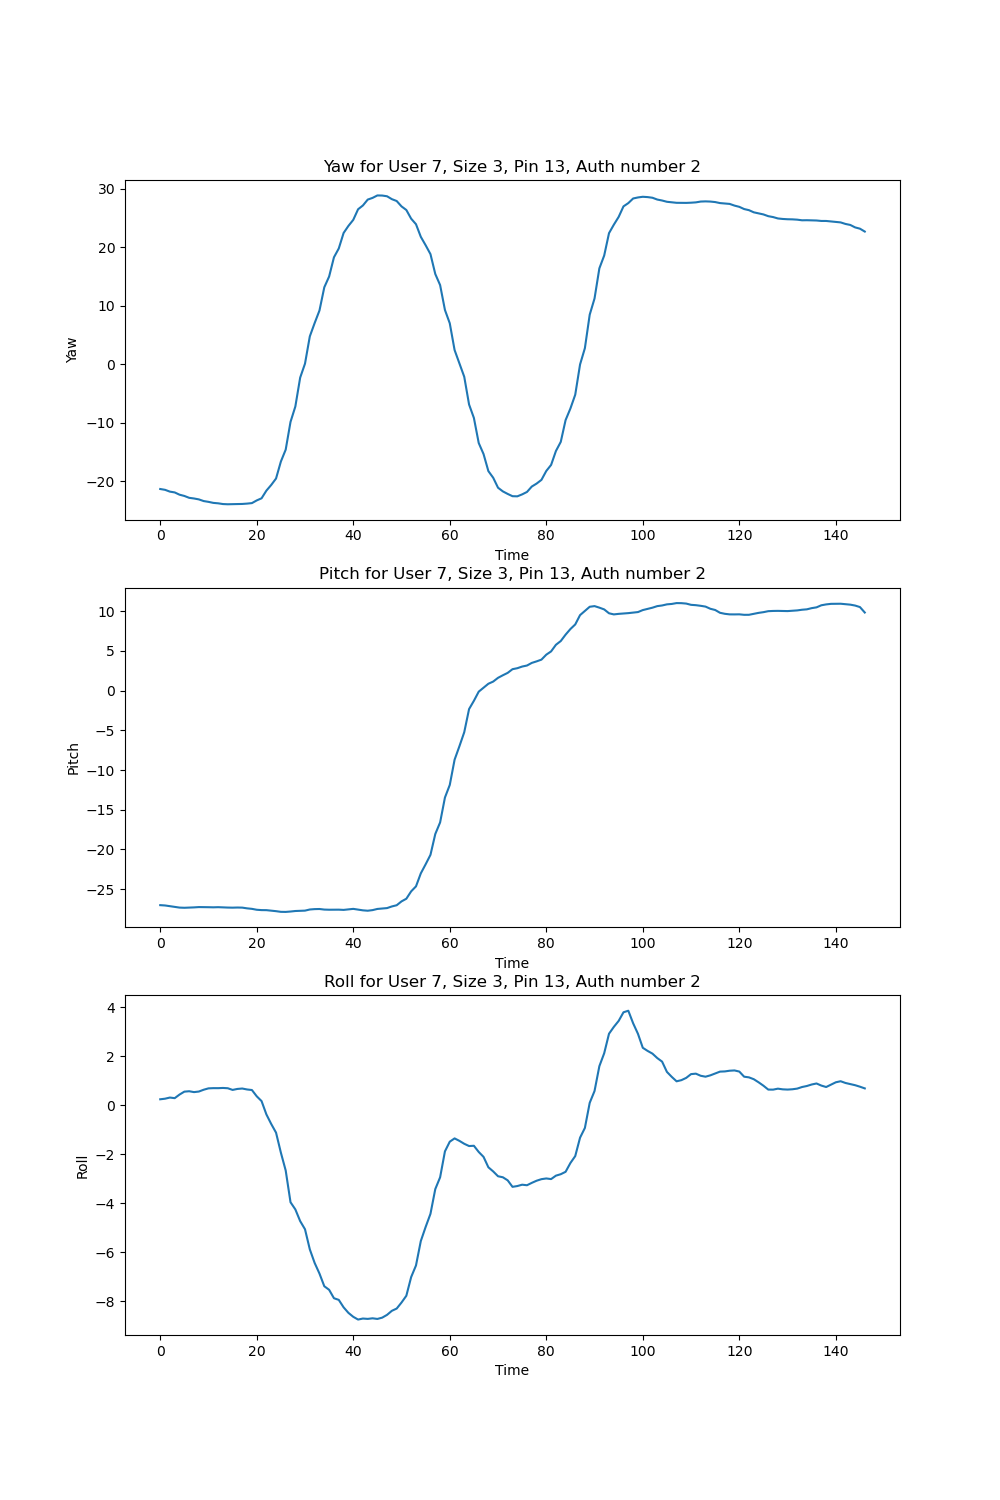 Yaw for User 7, Size 3, Pin 13, Auth number 2
30
20
10
0
−10
−20
Yaw
0 20 40 60 80 100 120 140
Time
Pitch for User 7, Size 3, Pin 13, Auth number 2
10
5
0
−5
−10
−15
−20
−25
Pitch
0 20 40 60 80 100 120 140
Time
Roll for User 7, Size 3, Pin 13, Auth number 2
4
2
0
−2
−4
−6
−8
Roll
0 20 40 60 80 100 120 140
Time